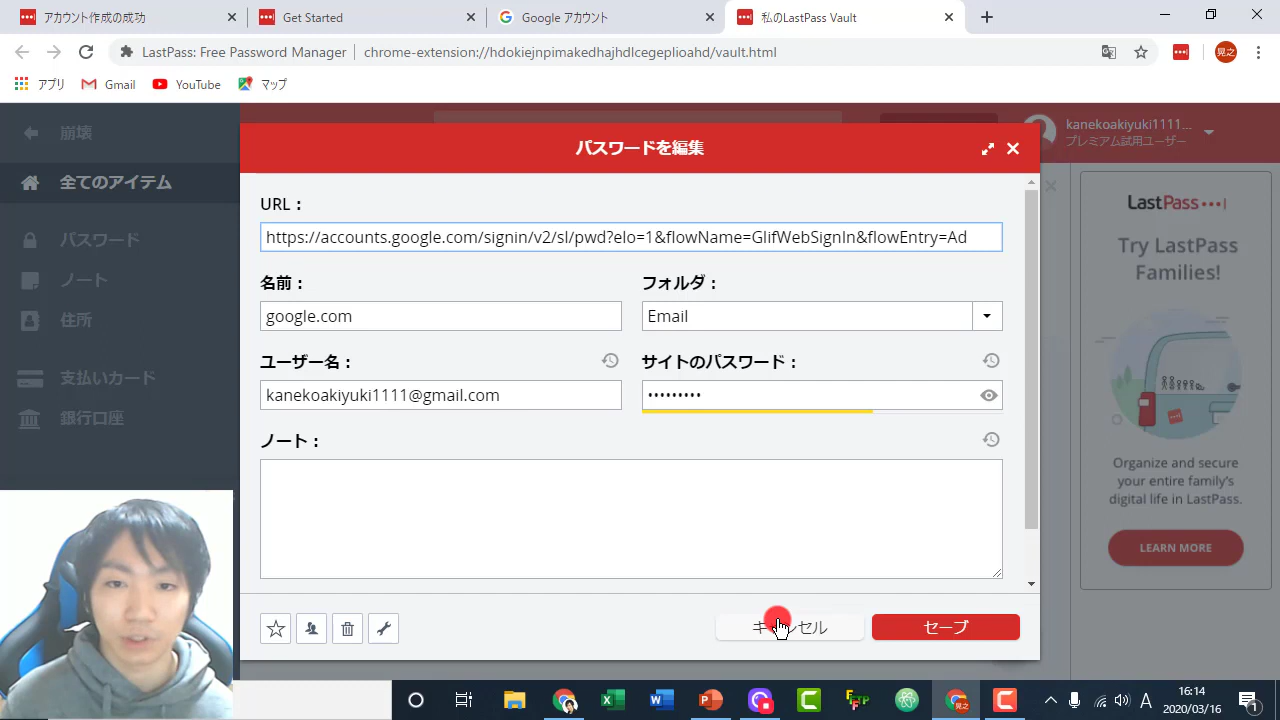 アカウント作成の成功
Get Started
Google アカウント
私のLastPass Vault
LastPass: Free Password Manager
chrome-extension://hdokiejnpimakedhajhdlcegeplioahd/vault.html
晃之
アプリ
Gmail
YouTube
マップ
崩壊
全てのアイテム
パスワード
ノート
住所
支払いカード
銀行口座
kanekoakiyuki1111...
プレミアム試用ユーザー
パスワードを編集
URL：
https://accounts.google.com/signin/v2/sl/pwd?elo=1&flowName=GlifWebSignIn&flowEntry=Ad
名前：
フォルダ：
google.com
Email
ユーザー名：
サイトのパスワード：
kanekoakiyuki1111@gmail.com
•••••••••
ノート：
キャンセル
セーブ
LastPass•••|
Try LastPass
Families!
Organize and secure
your entire family's
digital life in LastPass.
LEARN MORE
A
16:14
2020/03/16
1